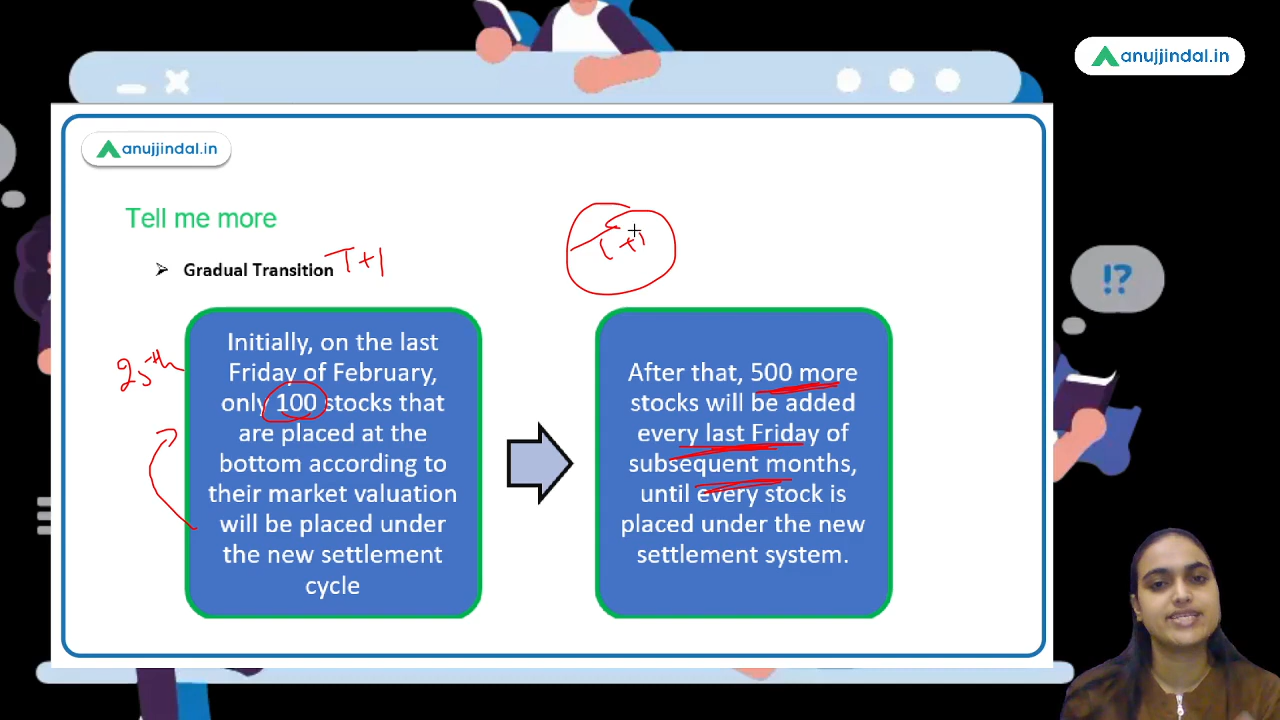 anujjindal.in
anujjindal.in
Tell me more
Gradual Transition T+1
T+1
25th
Initially, on the last
Friday of February,
only 100 stocks that
are placed at the
bottom according to
their market valuation
will be placed under
the new settlement
cycle
After that, 500 more
stocks will be added
every last Friday of
subsequent months,
until every stock is
placed under the new
settlement system.
!?